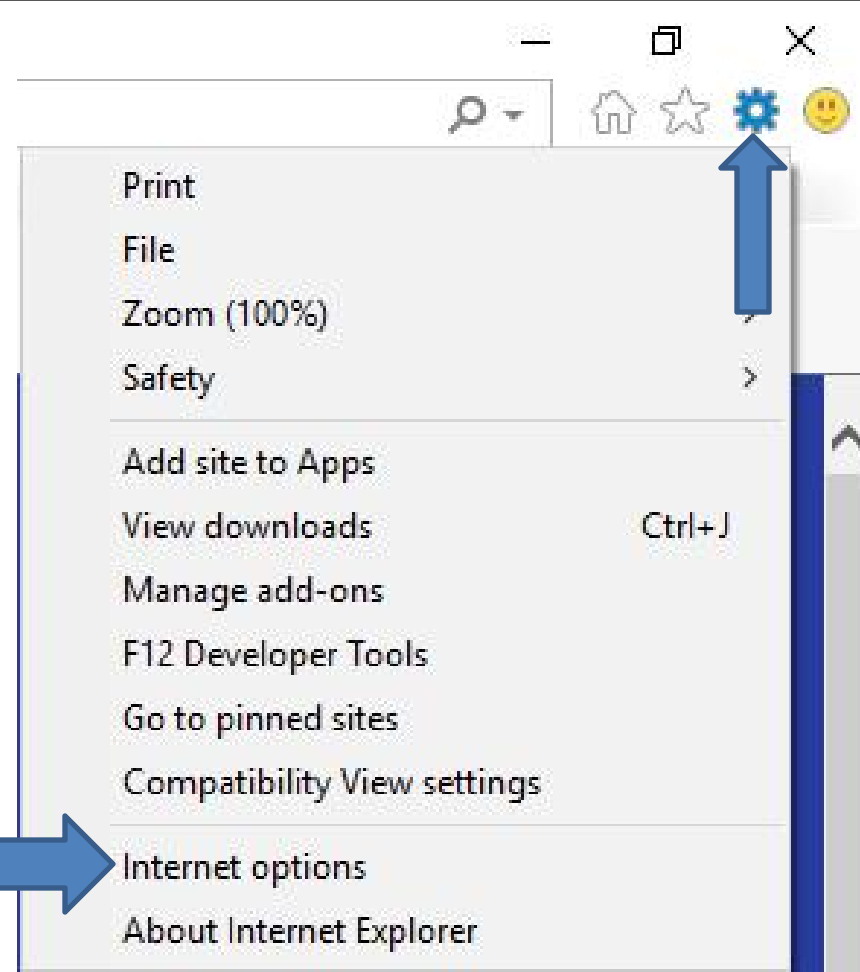 Print
File
Zoom (100%)
Safety
Add site to Apps
View downloads Ctrl+J
Manage add-ons
F12 Developer Tools
Go to pinned sites
Compatibility View settings
Internet options
About Internet Explorer